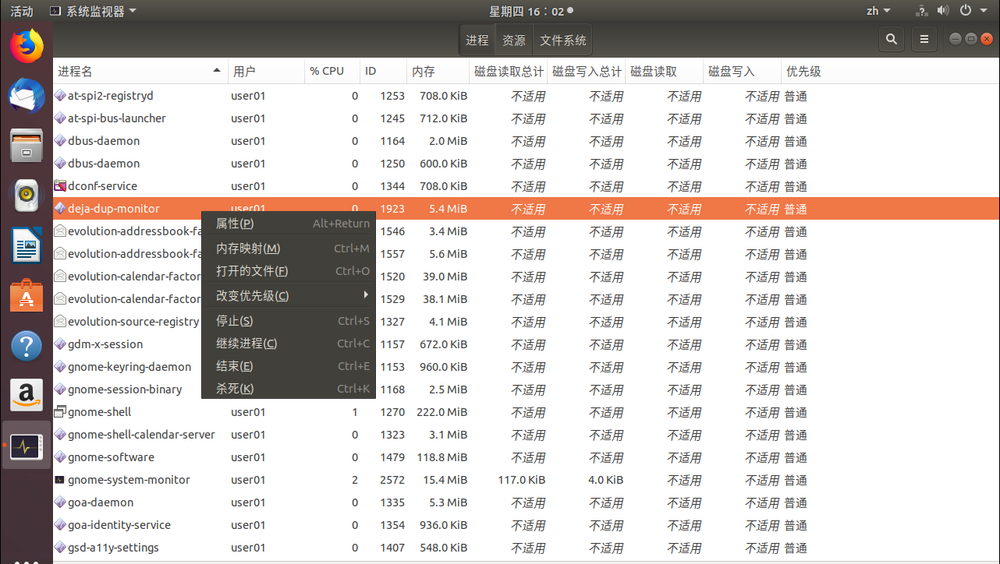 活动 系统监视器 星期四 16：02 zh
进程 资源 文件系统
进程名 用户 % CPU ID 内存 磁盘读取总计 磁盘写入总计 磁盘读取 磁盘写入 优先级
at-spi2-registryd user01 0 1253 708.0 KiB 不适用 不适用 不适用 不适用 普通
at-spi-bus-launcher user01 0 1245 712.0 KiB 不适用 不适用 不适用 不适用 普通
dbus-daemon user01 0 1164 2.0 MiB 不适用 不适用 不适用 不适用 普通
dbus-daemon user01 0 1250 600.0 KiB 不适用 不适用 不适用 不适用 普通
dconf-service user01 0 1344 708.0 KiB 不适用 不适用 不适用 不适用 普通
deja-dup-monitor user01 0 1923 5.4 MiB 不适用 不适用 不适用 不适用 普通
evolution-addressbook-fa 1546 3.4 MiB 不适用 不适用 不适用 不适用 普通
evolution-addressbook-fa 1557 5.6 MiB 不适用 不适用 不适用 不适用 普通
evolution-calendar-factor 1520 39.0 MiB 不适用 不适用 不适用 不适用 普通
evolution-calendar-factor 1529 38.1 MiB 不适用 不适用 不适用 不适用 普通
evolution-source-registry 1327 4.1 MiB 不适用 不适用 不适用 不适用 普通
gdm-x-session 1157 672.0 KiB 不适用 不适用 不适用 不适用 普通
gnome-keyring-daemon 1153 960.0 KiB 不适用 不适用 不适用 不适用 普通
gnome-session-binary 1168 2.5 MiB 不适用 不适用 不适用 不适用 普通
gnome-shell user01 1 1270 222.0 MiB 不适用 不适用 不适用 不适用 普通
gnome-shell-calendar-server user01 0 1323 3.1 MiB 不适用 不适用 不适用 不适用 普通
gnome-software user01 0 1479 118.8 MiB 不适用 不适用 不适用 不适用 普通
gnome-system-monitor user01 2 2572 15.4 MiB 117.0 KiB 4.0 KiB 不适用 不适用 普通
goa-daemon user01 0 1335 5.3 MiB 不适用 不适用 不适用 不适用 普通
goa-identity-service user01 0 1354 936.0 KiB 不适用 不适用 不适用 不适用 普通
gsd-a11y-settings user01 0 1407 548.0 KiB 不适用 不适用 不适用 不适用 普通
属性(P) Alt+Return
内存映射(M) Ctrl+M
打开的文件(F) Ctrl+O
改变优先级(C)
停止(S) Ctrl+S
继续进程(C) Ctrl+C
结束(E) Ctrl+E
杀死(K) Ctrl+K